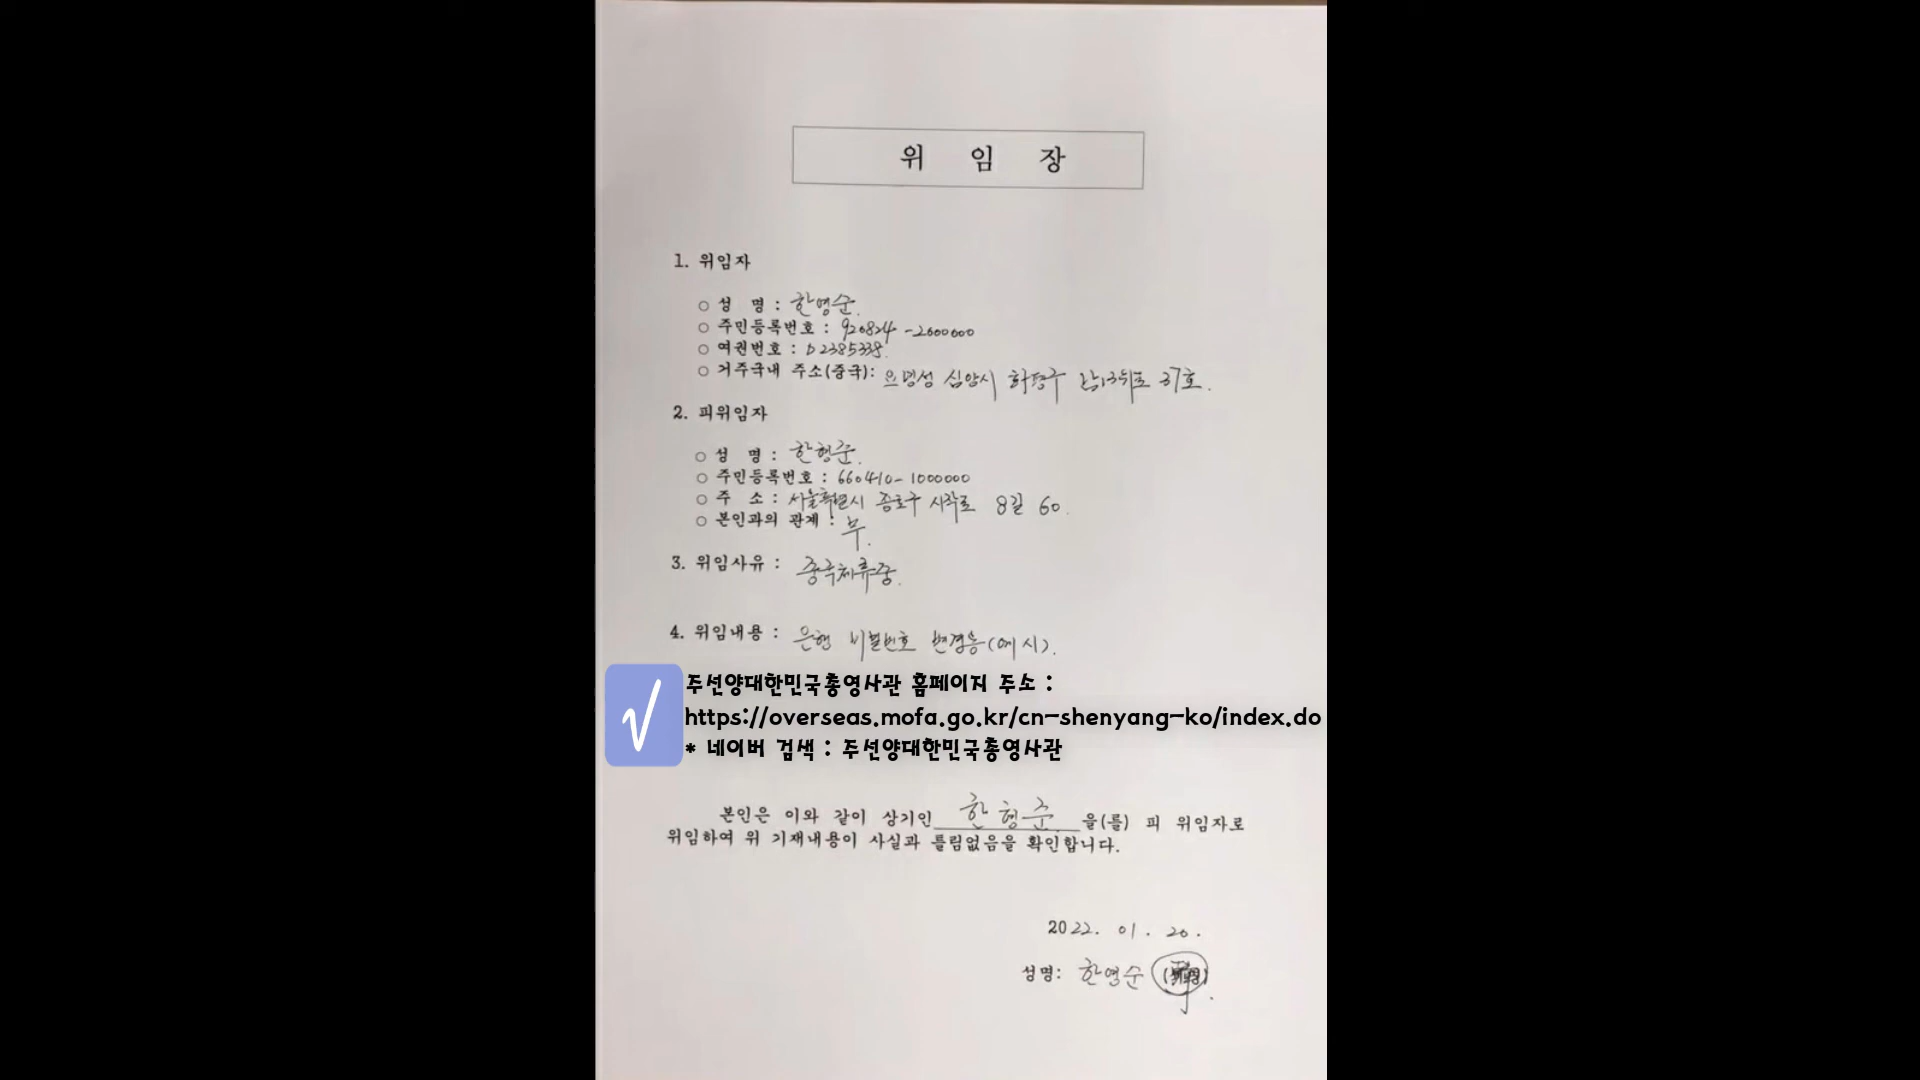 위 임 장
1. 위임자
○ 성 명 : 한영순.
○ 주민등록번호 : 920824 -2000000
○ 여권번호 : 02385338.
○ 거주국내 주소(중국): 요녕성 심양시 화평구 남13위로 37호.
2. 피위임자
○ 성 명 : 한형준.
○ 주민등록번호 : 660410- 1000000
○ 주 소 : 서울특별시 종로구 사직로 8길 60.
○ 본인과의 관계 : 부.
3. 위임사유 : 중국체류중.
4. 위임내용 : 은행 비밀번호 변경등(예시).
√
주선양대한민국총영사관 홈페이지 주소 :
https://overseas.mofa.go.kr/cn-shenyang-ko/index.do
* 네이버 검색 : 주선양대한민국총영사관
본인은 이와 같이 상기인 한형준 을(를) 피 위임자로
위임하여 위 기재내용이 사실과 틀림없음을 확인합니다.
2022. 01. 20.
성명: 한영순